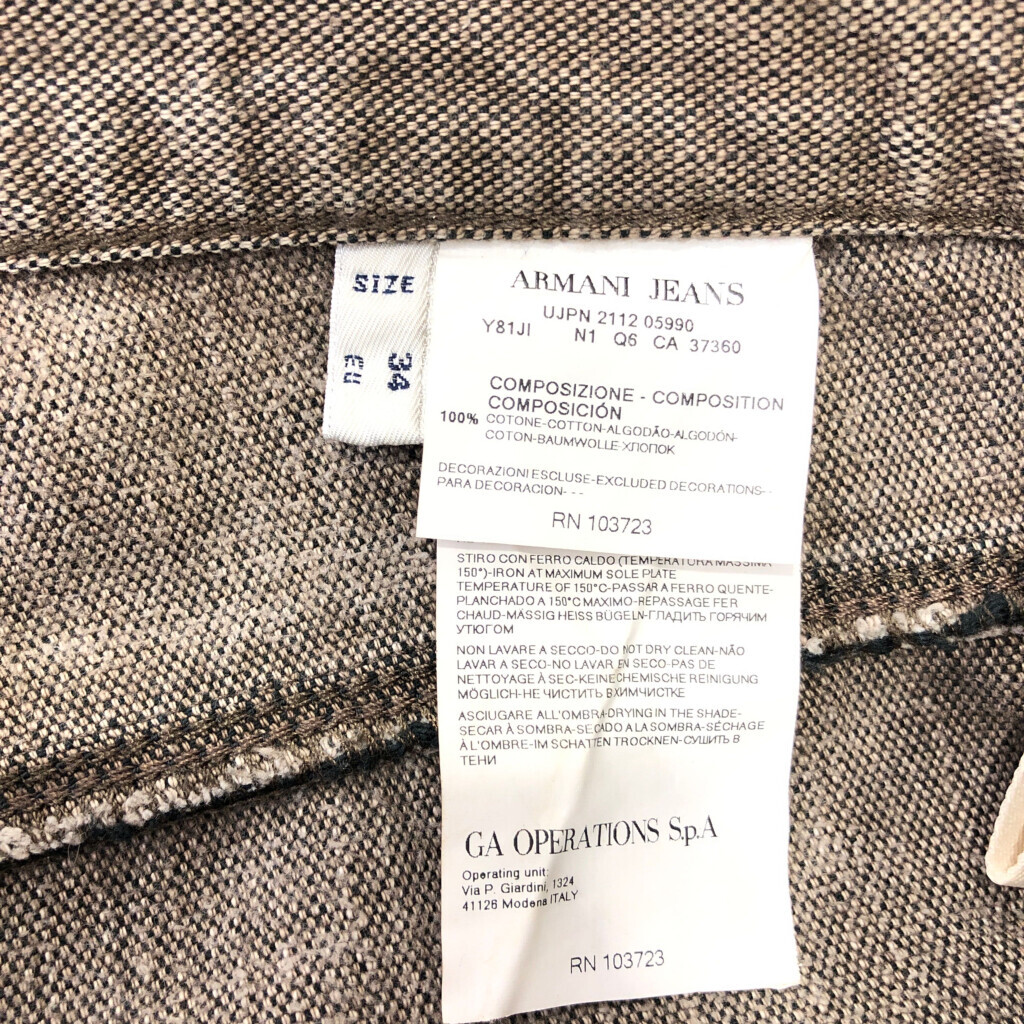 SIZE
34
EU
ARMANI JEANS
UJPN 2112 05990
Y81JI N1 Q6 CA 37360
COMPOSIZIONE - COMPOSITION
COMPOSICIÓN
100% COTONE-COTTON-ALGODÃO-ALGODÓN-
COTON-BAUMWOLLE-ХЛОПОК
DECORAZIONI ESCLUSE-EXCLUDED DECORATIONS--
PARA DECORACION- - -
RN 103723
STIRO CON FERRO CALDO (TEMPERATURA MASSIMA
150°)-IRON AT MAXIMUM SOLE PLATE
TEMPERATURE OF 150°C-PASSAR A FERRO QUENTE-
PLANCHADO A 150°C MAXIMO-REPASSAGE FER
CHAUD-MÄSSIG HEISS BÜGELN-ГЛАДИТЬ ГОРЯЧИМ
УТЮГОМ
NON LAVARE A SECCO-DO NOT DRY CLEAN-NÃO
LAVAR A SECO-NO LAVAR EN SECO-PAS DE
NETTOYAGE À SEC-KEINE CHEMISCHE REINIGUNG
MÖGLICH-НЕ ЧИСТИТЬ В ХИМЧИСТКЕ
ASCIUGARE ALL'OMBRA-DRYING IN THE SHADE-
SECAR À SOMBRA-SECADO A LA SOMBRA-SÉCHAGE
À L'OMBRE-IM SCHATTEN TROCKNEN-СУШИТЬ В
ТЕНИ
GA OPERATIONS S.p.A
Operating unit:
Via P. Giardini, 1324
41126 Modena ITALY
RN 103723